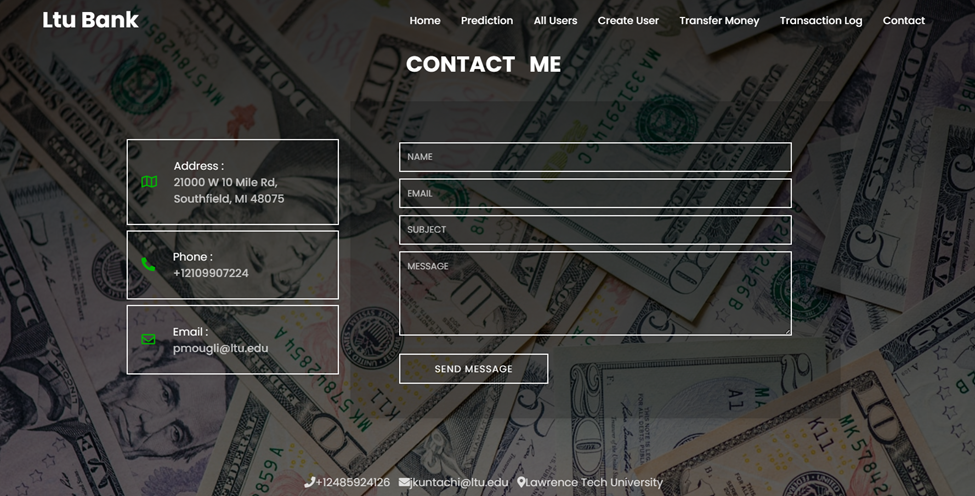 Ltu Bank
Home Prediction All Users Create User Transfer Money Transaction Log Contact
CONTACT ME
Address :
21000 W 10 Mile Rd,
Southfield, MI 48075
Phone :
+12109907224
Email :
pmougli@ltu.edu
NAME
EMAIL
SUBJECT
MESSAGE
SEND MESSAGE
+12485924126 jkuntachi@ltu.edu Lawrence Tech University